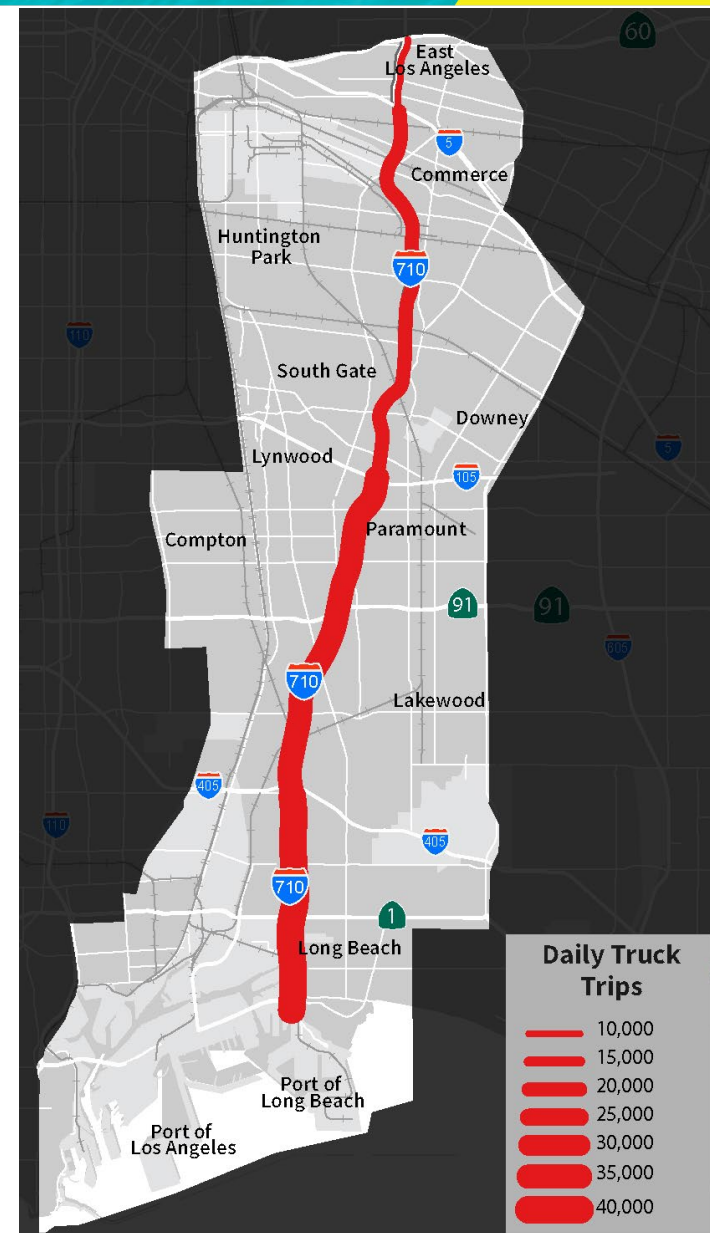 60
East
Los Angeles
5
Commerce
Huntington
Park
710
110
South Gate
Downey
Lynwood
5
105
Compton
Paramount
91
91
605
710
Lakewood
405
110
405
710
1
Long Beach
Daily Truck
Trips
10,000
15,000
20,000
25,000
30,000
35,000
40,000
Port of
Long Beach
Port of
Los Angeles